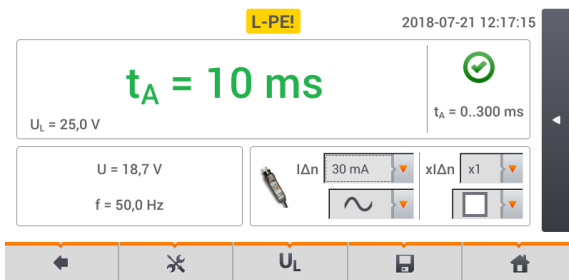 L-PE!
2018-07-21 12:17:15
tA = 10 ms
UL = 25,0 V
tA = 0..300 ms
U = 18,7 V
f = 50,0 Hz
IΔn 30 mA xIΔn x1
UL